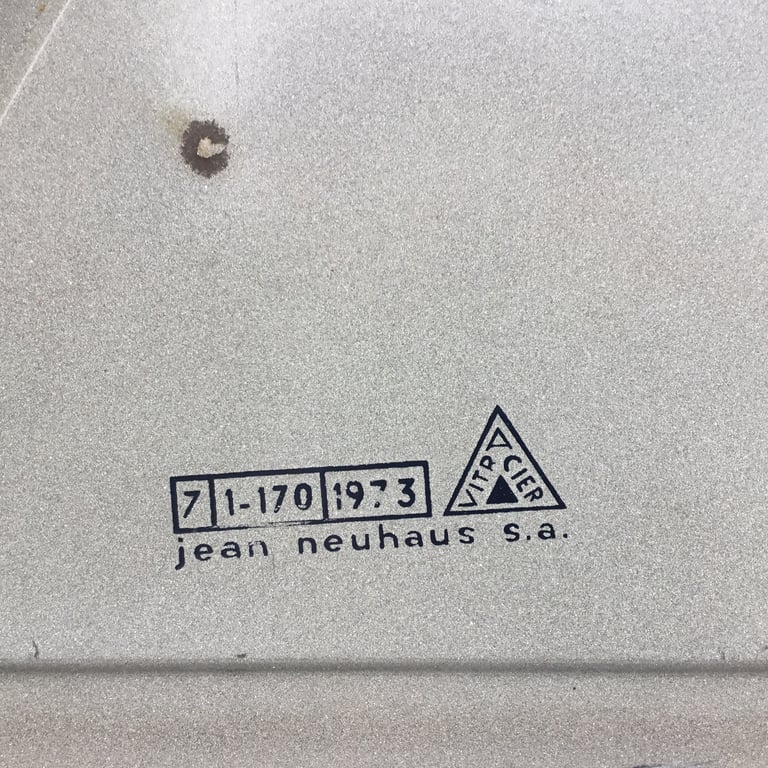 7 1-170 1973
VITRACIER
jean neuhaus s.a.